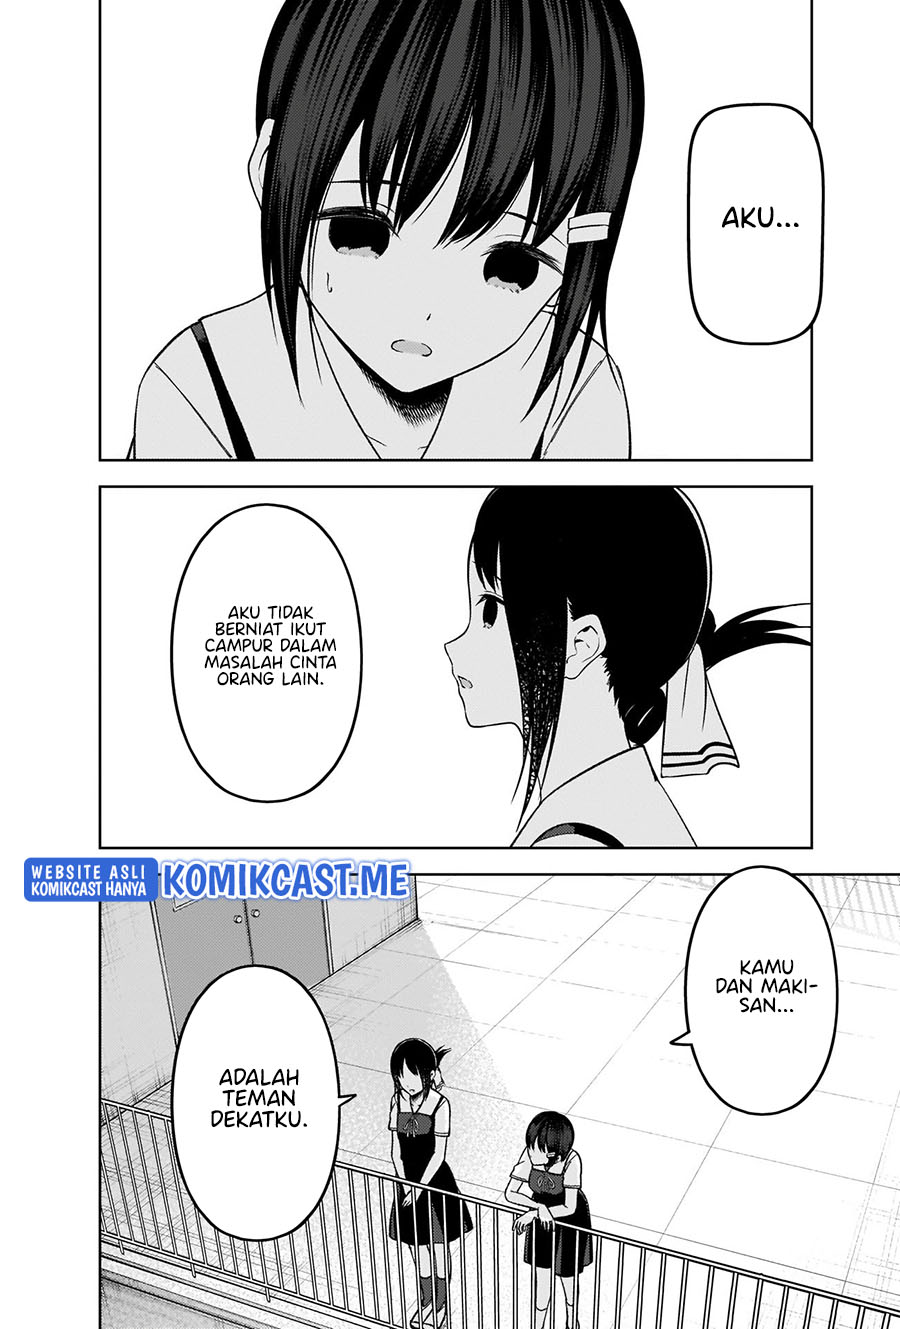 AKU...
AKU TIDAK
BERNIAT IKUT
CAMPUR DALAM
MASALAH CINTA
ORANG LAIN.
WEBSITE ASLI
KOMIKCAST HANYA
KOMIKCAST.ME
KAMU
DAN MAKI-
SAN...
ADALAH
TEMAN
DEKATKU.